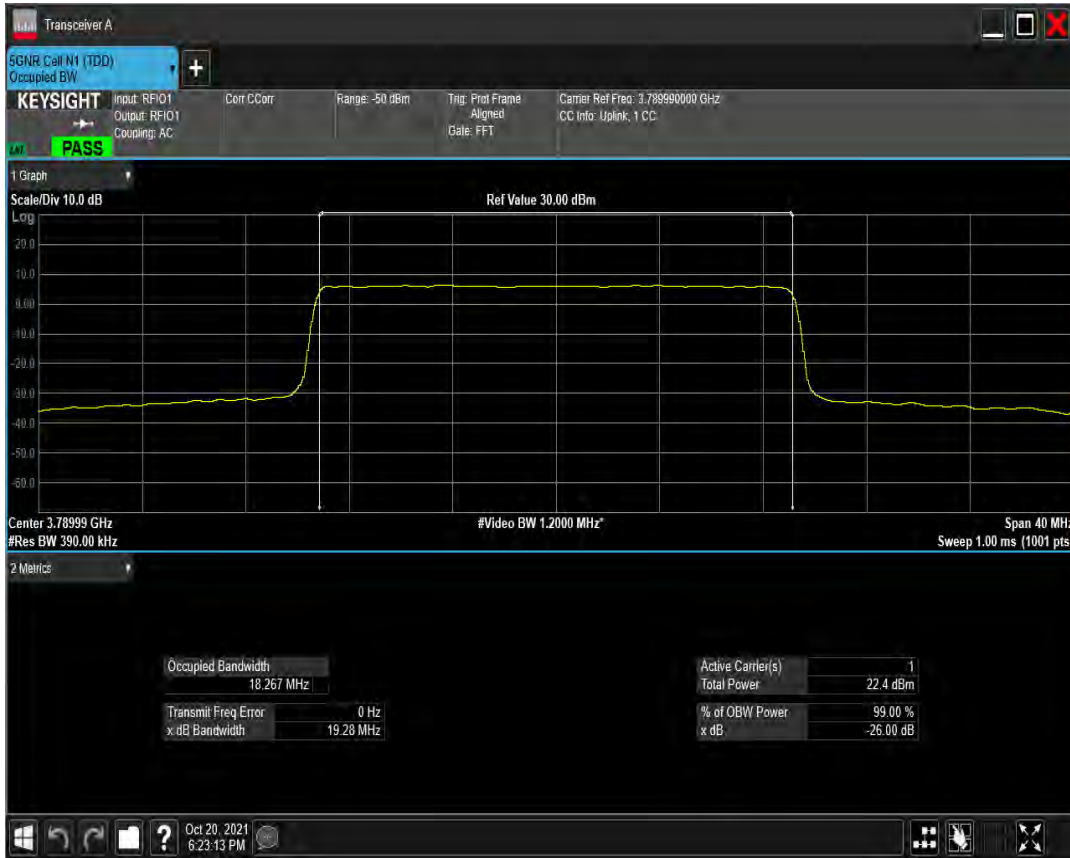 Transceiver A
5GNR Cell N1 (TDD)
Occupied BW
+
KEYSIGHT
Input: RFIO1
Output: RFIO1
Coupling: AC
Corr CCorr
Range: -50 dBm
Trig: Prot Frame
Aligned
Gate: FFT
Carrier Ref Freq: 3.789990000 GHz
CC Info: Uplink, 1 CC
PASS
1 Graph
Scale/Div 10.0 dB
Ref Value 30.00 dBm
Log
20.0
10.0
0.00
-10.0
-20.0
-30.0
-40.0
-50.0
-60.0
Center 3.78999 GHz
#Video BW 1.2000 MHz*
Span 40 MHz
#Res BW 390.00 kHz
Sweep 1.00 ms (1001 pts
2 Metrics
Occupied Bandwidth
18.267 MHz
Transmit Freq Error 0 Hz
x dB Bandwidth 19.28 MHz
Active Carrier(s) 1
Total Power 22.4 dBm
% of OBW Power 99.00 %
x dB -26.00 dB
?
Oct 20, 2021
6:23:13 PM